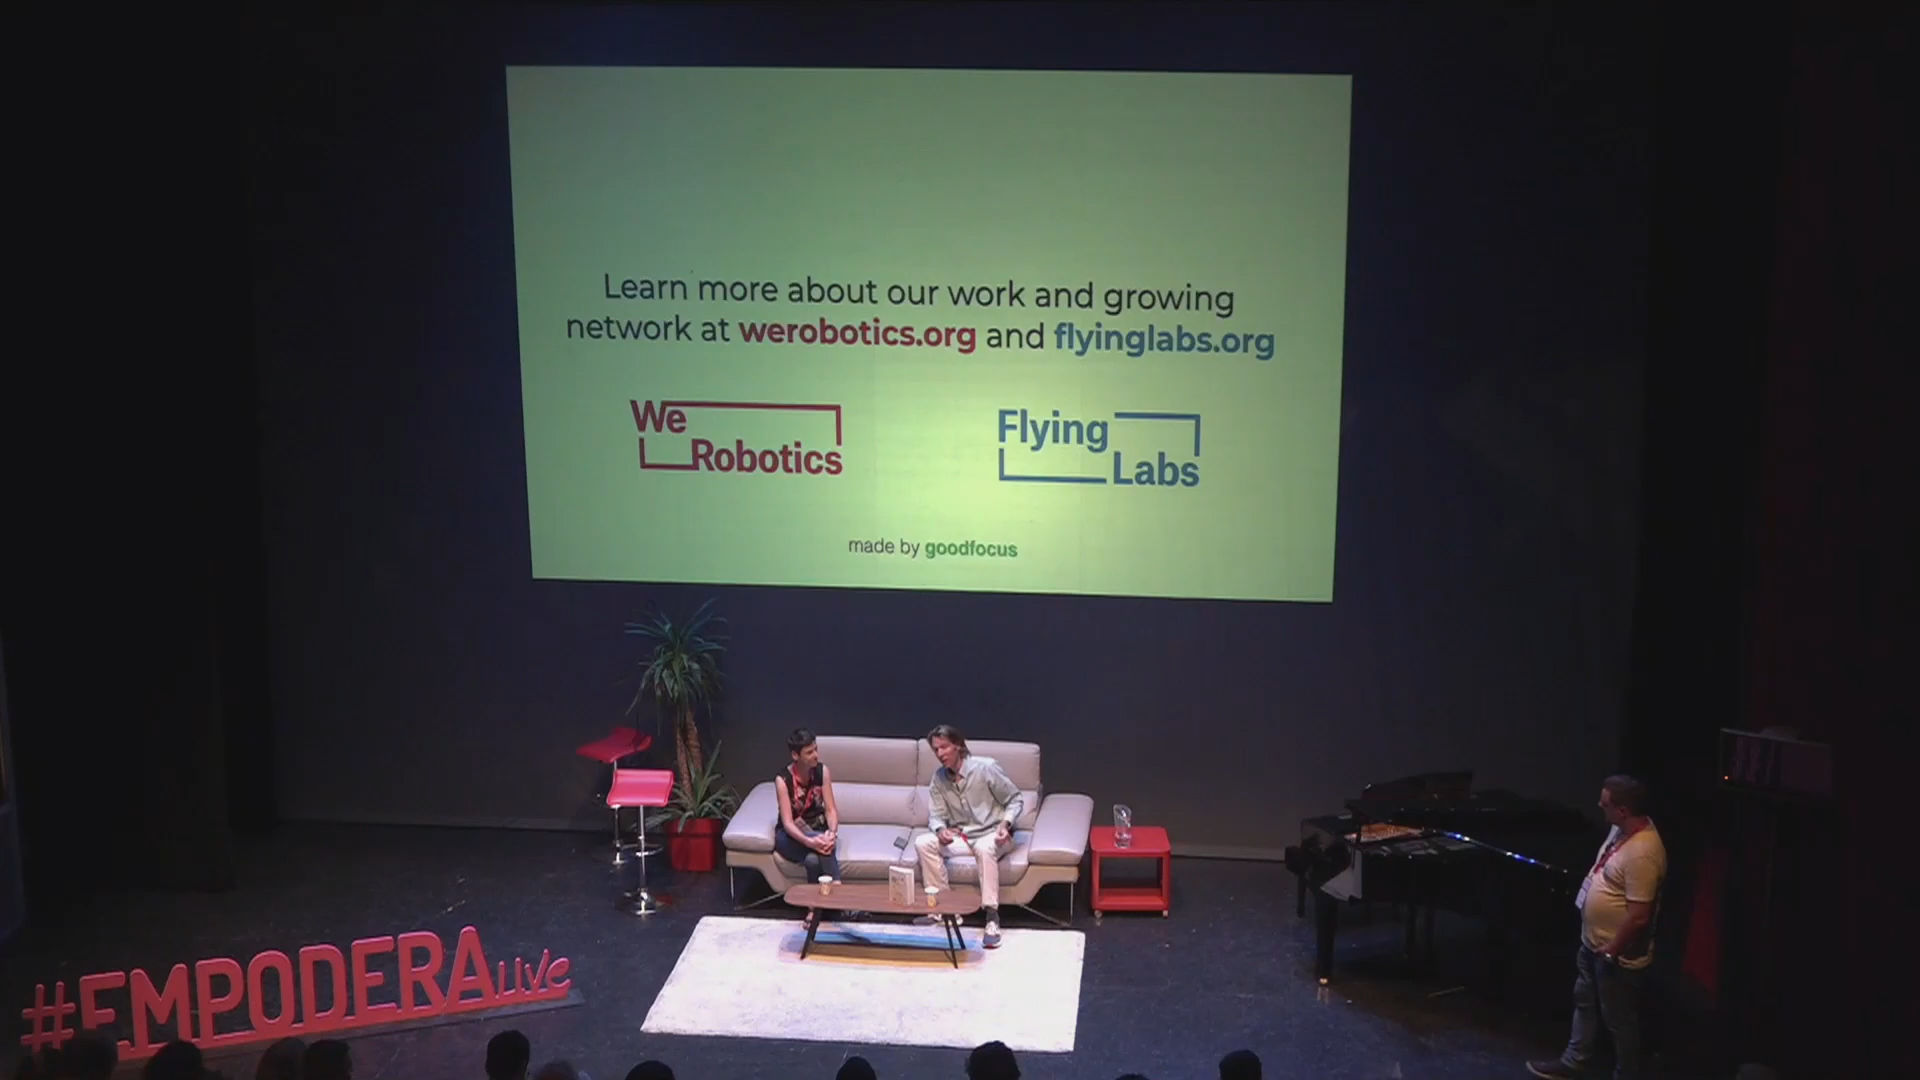 Learn more about our work and growing
network at werobotics.org and flyinglabs.org
We
Robotics
Flying
Labs
made by goodfocus
#EMPODERALIVE